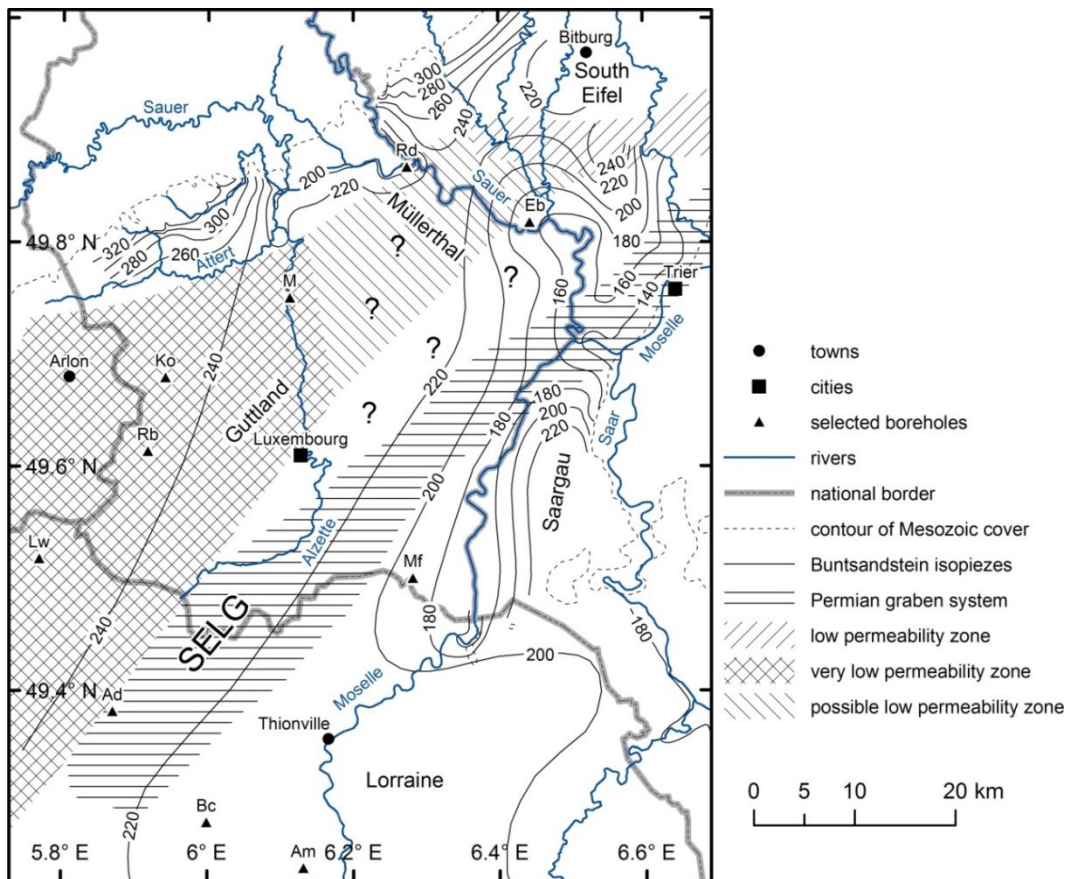 Bitburg
South
Eifel
300
280
260
240
220
Sauer
Rd
200
220
Sauer
240
220
200
180
Eb
Müllerthal
320
300
280
260
49.8° N
Attert
?
?
160
160
140
Trier
M
?
Moselle
Arlon
Ko
240
?
220
180
200
220
Guttland
?
180
Saar
Rb
Luxembourg
49.6° N
200
Saargau
Lw
Alzette
Mf
180
180
SELG
240
200
49.4° N
Ad
Moselle
Thionville
Lorraine
220
Bc
Am
5.8° E
6° E
6.2° E
6.4° E
6.6° E
towns
cities
selected boreholes
rivers
national border
contour of Mesozoic cover
Buntsandstein isopiezes
Permian graben system
low permeability zone
very low permeability zone
possible low permeability zone
0 5 10 20 km